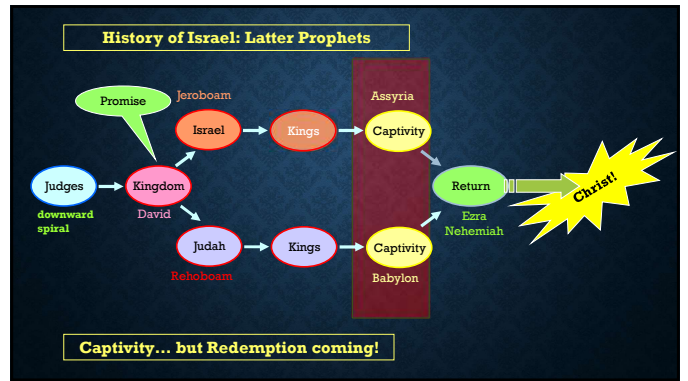 History of Israel: Latter Prophets
Promise
Jeroboam
Assyria
Israel
Kings
Captivity
Judges
Kingdom
Return
Christ!
downward
spiral
David
Ezra
Nehemiah
Judah
Kings
Captivity
Rehoboam
Babylon
Captivity... but Redemption coming!